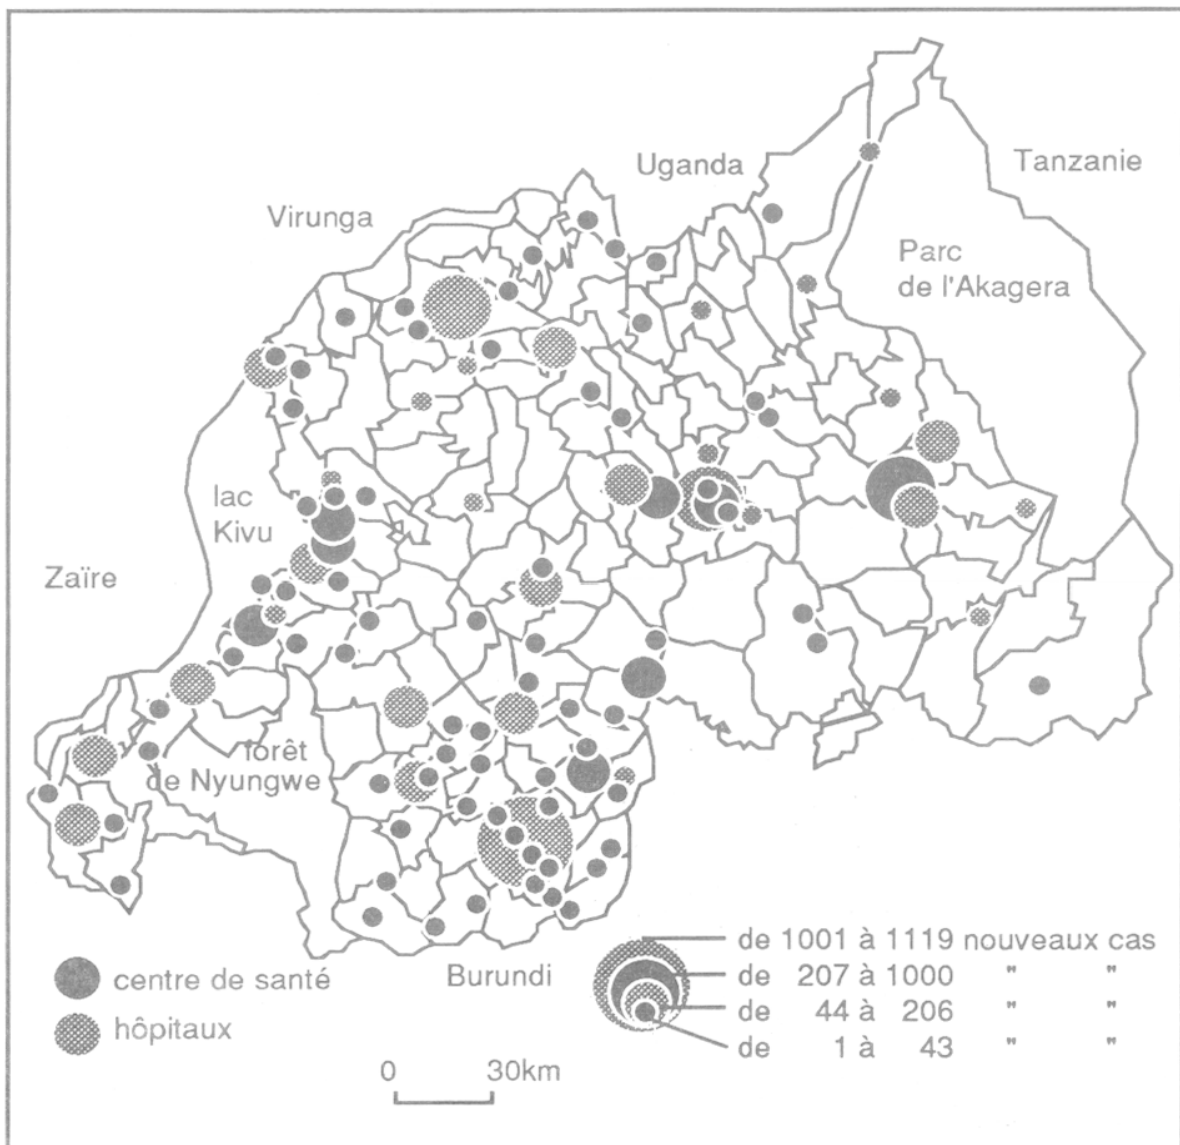 Uganda
Tanzanie
Virunga
Parc
de l'Akagera
lac
Kivu
Zaïre
forêt
de Nyungwe
Burundi
centre de santé
hôpitaux
de 1001 à 1119 nouveaux cas
de 207 à 1000 " "
de 44 à 206 " "
de 1 à 43 " "
0 30km